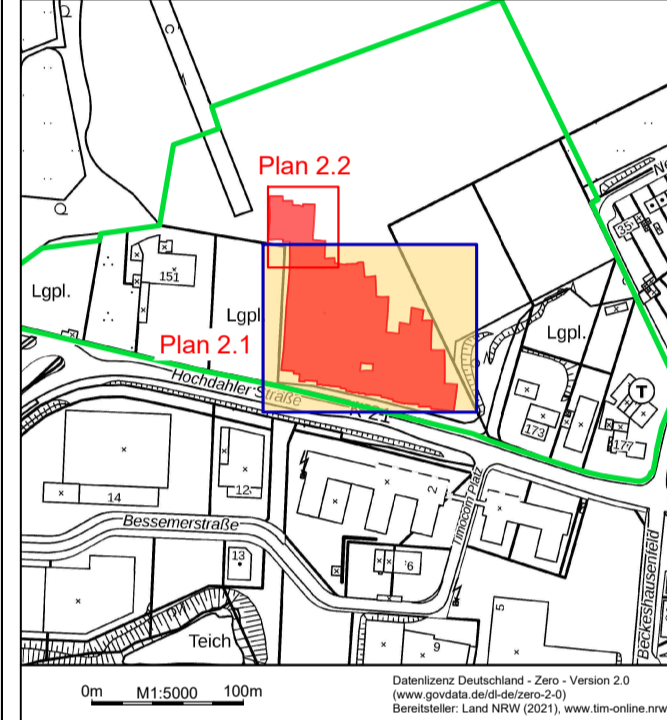 Plan 2.2
35
Ne
151
Lgpl.
Lgpl
Plan 2.1
Lgpl.
T
Hochdahler Straße
K 21
173
177
14
12
2
Timocom Platz
Bessemerstraße
13
6
5
9
Beckeshausenfeld
Teich
0m M1:5000 100m
Datenlizenz Deutschland - Zero - Version 2.0
(www.govdata.de/dl-de/zero-2-0)
Bereitsteller: Land NRW (2021), www.tim-online.nrw